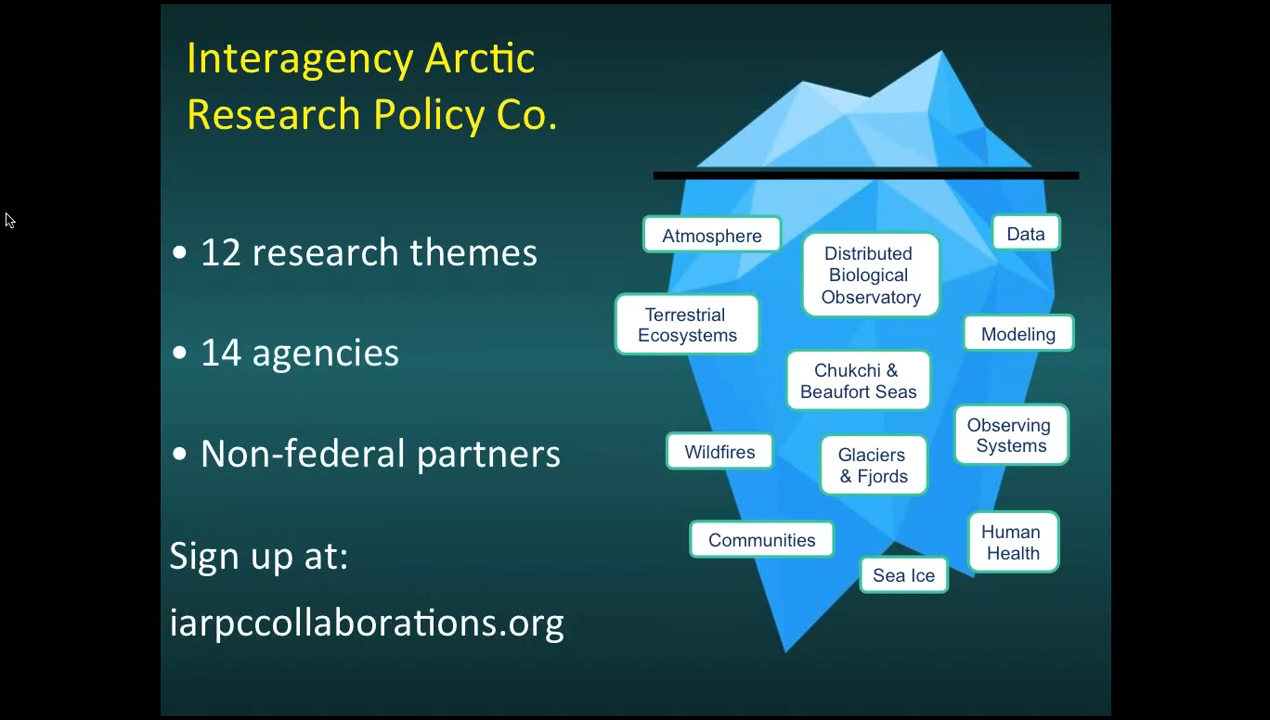 Interagency Arctic
Research Policy Co.
• 12 research themes
• 14 agencies
• Non-federal partners
Sign up at:
iarpccollaborations.org
Atmosphere
Distributed
Biological
Observatory
Data
Terrestrial
Ecosystems
Modeling
Chukchi &
Beaufort Seas
Observing
Systems
Wildfires
Glaciers
& Fjords
Communities
Human
Health
Sea Ice